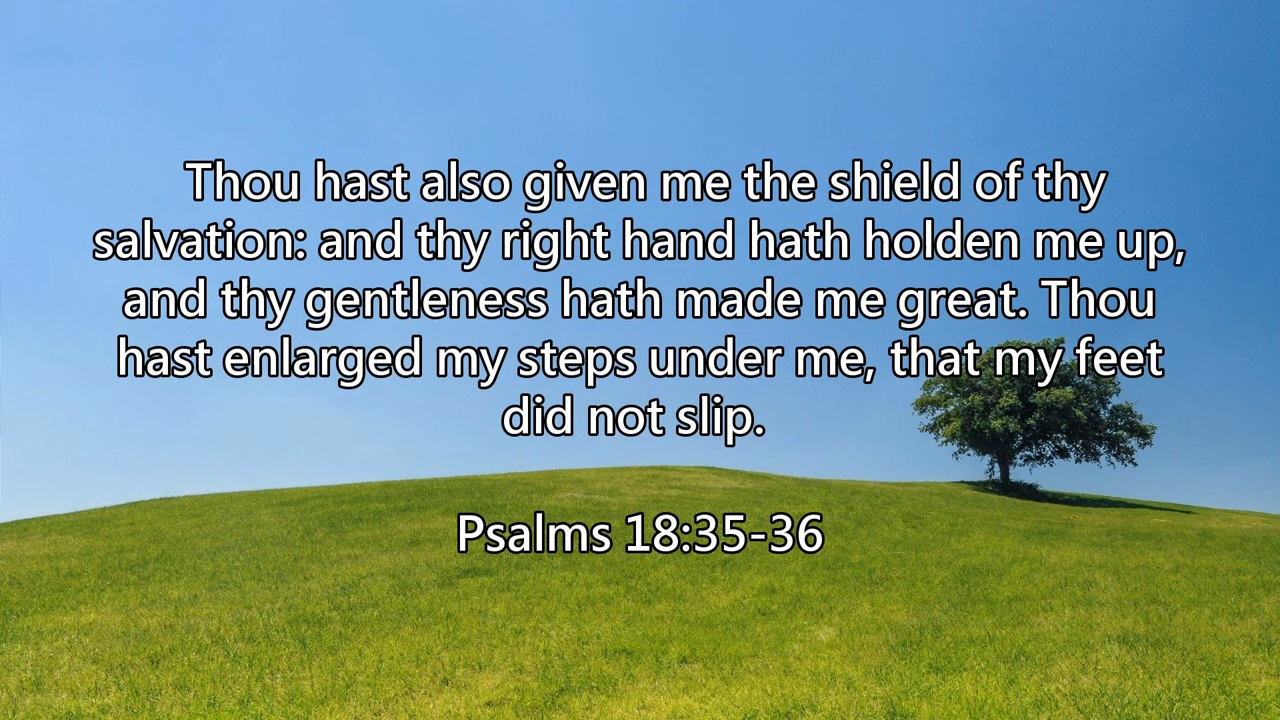 Thou hast also given me the shield of thy
salvation: and thy right hand hath holden me up,
and thy gentleness hath made me great. Thou
hast enlarged my steps under me, that my feet
did not slip.
Psalms 18:35-36